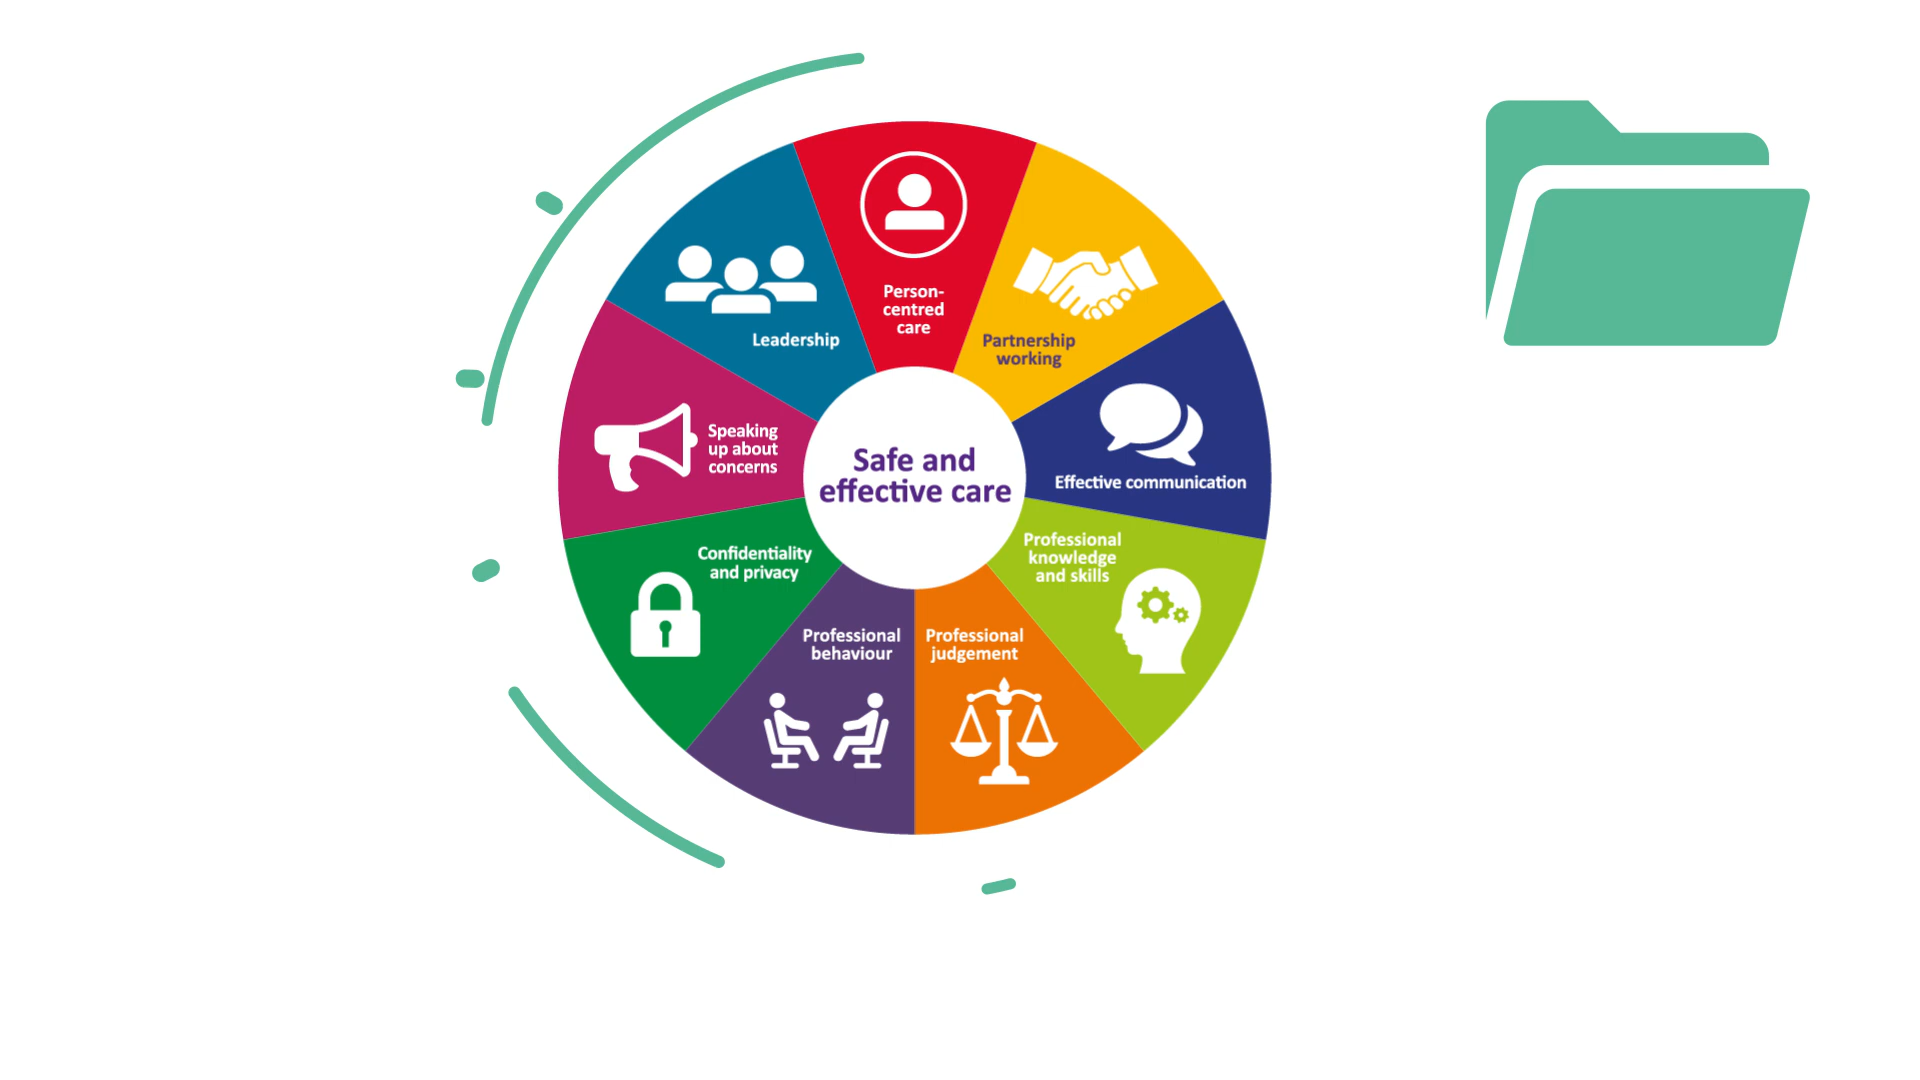 Person-
centred
care
Partnership
working
Effective communication
Professional
knowledge
and skills
Professional
judgement
Professional
behaviour
Confidentiality
and privacy
Speaking
up about
concerns
Leadership
Safe and
effective care